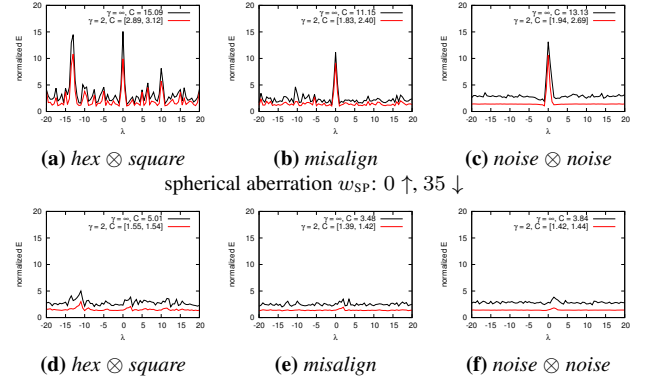 γ = ∞, C = 15.09
γ = 2, C = [2.89, 3.12]
normalized E
20
15
10
5
0
-20 -15 -10 -5 0 5 10 15 20
λ
(a) hex ⊗ square
γ = ∞, C = 11.15
γ = 2, C = [1.83, 2.40]
normalized E
20
15
10
5
0
-20 -15 -10 -5 0 5 10 15 20
λ
(b) misalign
γ = ∞, C = 13.13
γ = 2, C = [1.94, 2.69]
normalized E
20
15
10
5
0
-20 -15 -10 -5 0 5 10 15 20
λ
(c) noise ⊗ noise
spherical aberration wSP: 0 ↑, 35 ↓
γ = ∞, C = 5.01
γ = 2, C = [1.55, 1.54]
normalized E
20
15
10
5
0
-20 -15 -10 -5 0 5 10 15 20
λ
(d) hex ⊗ square
γ = ∞, C = 3.48
γ = 2, C = [1.39, 1.42]
normalized E
20
15
10
5
0
-20 -15 -10 -5 0 5 10 15 20
λ
(e) misalign
γ = ∞, C = 3.84
γ = 2, C = [1.42, 1.44]
normalized E
20
15
10
5
0
-20 -15 -10 -5 0 5 10 15 20
λ
(f) noise ⊗ noise